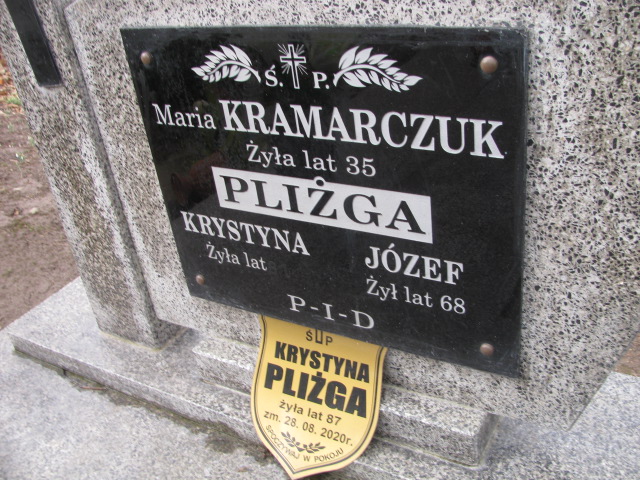 Ś. P.
Maria KRAMARCZUK
Żyła lat 35
PLIŻGA
KRYSTYNA
Żyła lat
JÓZEF
Żył lat 68
P-I-D
Ś P
KRYSTYNA
PLIŻGA
żyła lat 87
zm. 28. 08. 2020r.
SPOCZYWAJ W POKOJU